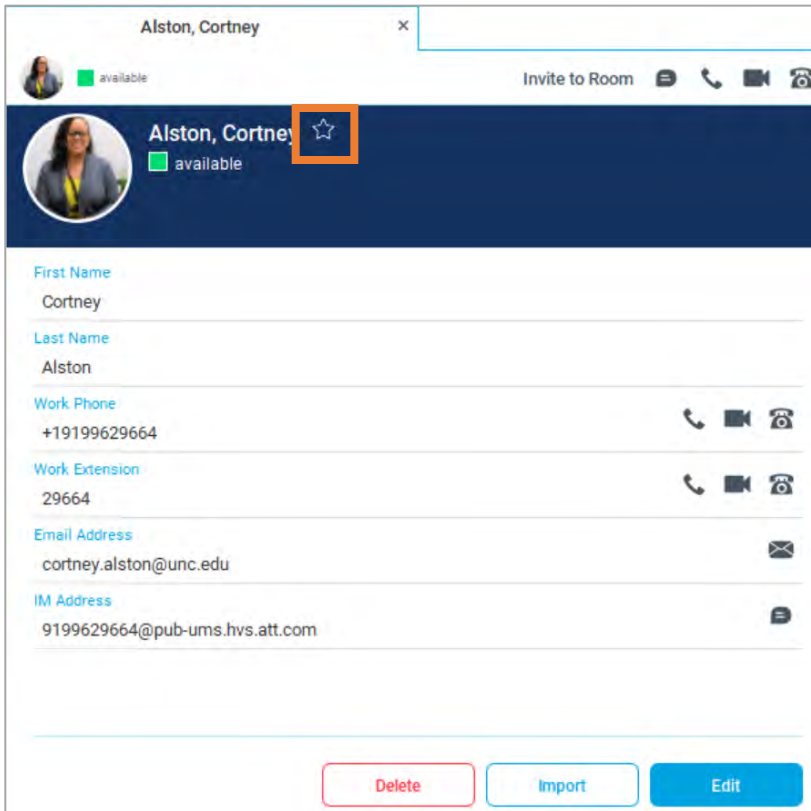 Alston, Cortney ×
available Invite to Room
Alston, Cortney
available
First Name
Cortney
Last Name
Alston
Work Phone
+19199629664
Work Extension
29664
Email Address
cortney.alston@unc.edu
IM Address
9199629664@pub-ums.hvs.att.com
Delete Import Edit